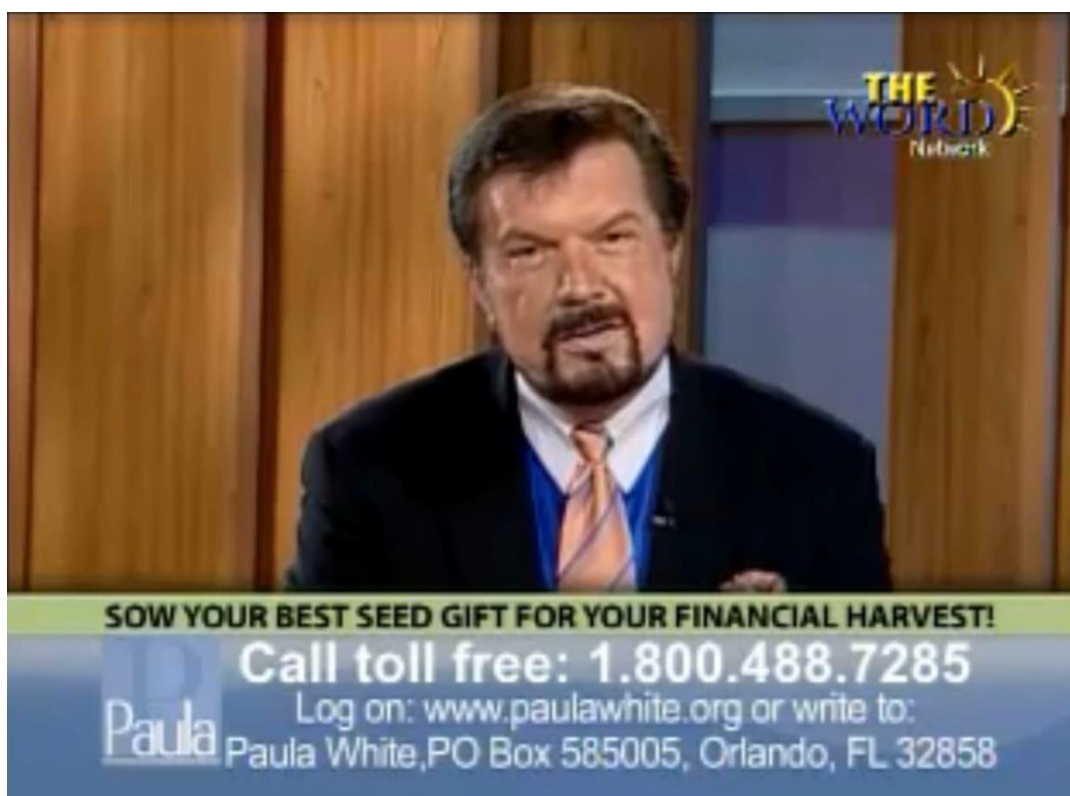 THE
WORD
Network
SOW YOUR BEST SEED GIFT FOR YOUR FINANCIAL HARVEST!
Call toll free: 1.800.488.7285
Log on: www.paulawhite.org or write to:
P
Paula
Paula White,PO Box 585005, Orlando, FL 32858